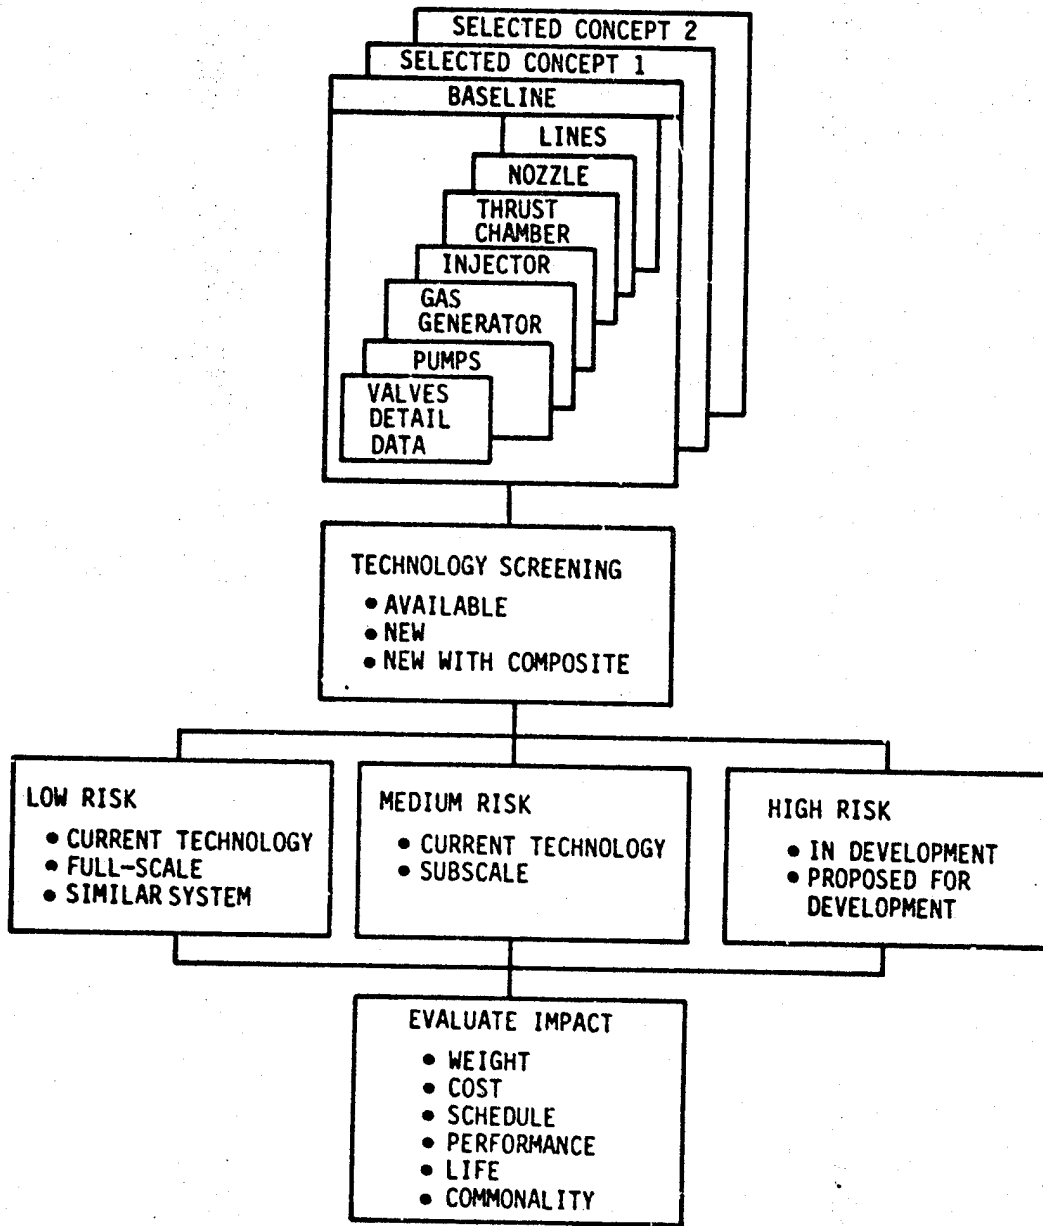 SELECTED CONCEPT 2
SELECTED CONCEPT 1
BASELINE
LINES
NOZZLE
THRUST
CHAMBER
INJECTOR
GAS
GENERATOR
PUMPS
VALVES
DETAIL
DATA
TECHNOLOGY SCREENING
• AVAILABLE
• NEW
• NEW WITH COMPOSITE
LOW RISK
• CURRENT TECHNOLOGY
• FULL-SCALE
• SIMILAR SYSTEM
MEDIUM RISK
• CURRENT TECHNOLOGY
• SUBSCALE
HIGH RISK
• IN DEVELOPMENT
• PROPOSED FOR
DEVELOPMENT
EVALUATE IMPACT
• WEIGHT
• COST
• SCHEDULE
• PERFORMANCE
• LIFE
• COMMONALITY